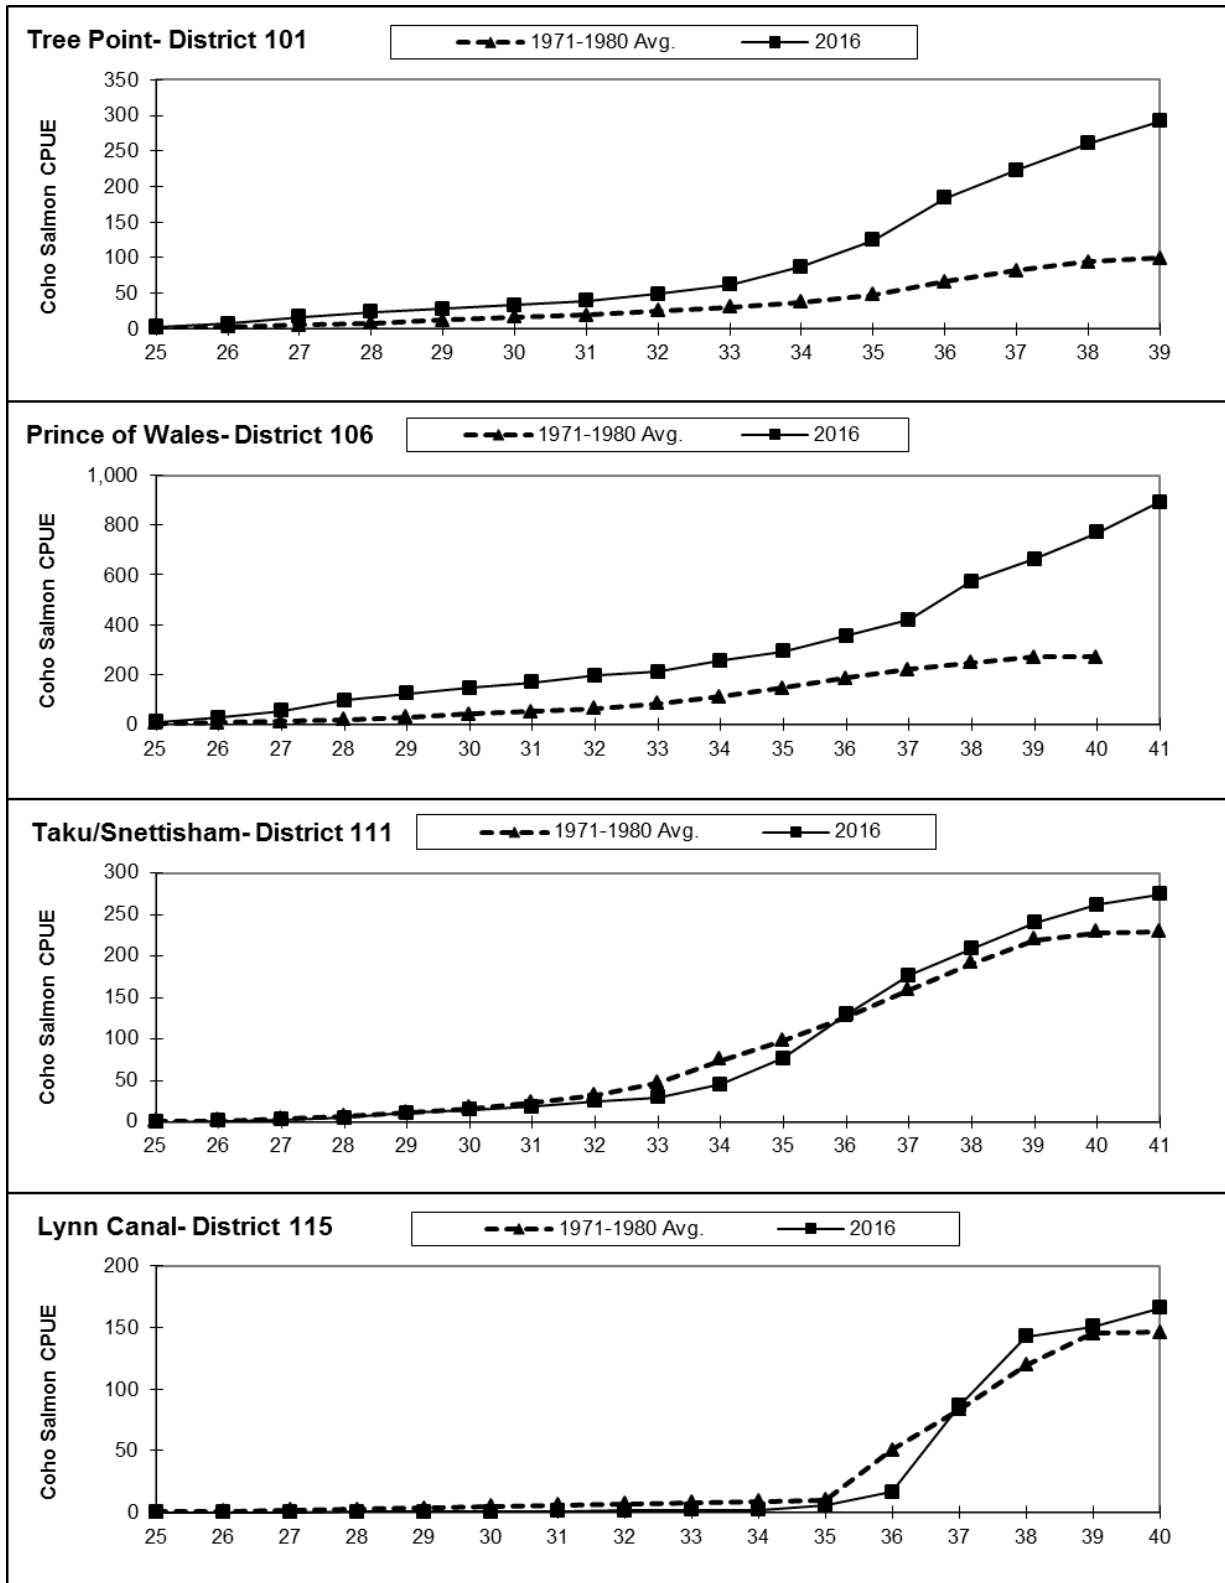 Tree Point- District 101
1971-1980 Avg. 2016
Coho Salmon CPUE
350
300
250
200
150
100
50
0
25 26 27 28 29 30 31 32 33 34 35 36 37 38 39
Prince of Wales- District 106
1971-1980 Avg. 2016
Coho Salmon CPUE
1,000
800
600
400
200
0
25 26 27 28 29 30 31 32 33 34 35 36 37 38 39 40 41
Taku/Snettisham- District 111
1971-1980 Avg. 2016
Coho Salmon CPUE
300
250
200
150
100
50
0
25 26 27 28 29 30 31 32 33 34 35 36 37 38 39 40 41
Lynn Canal- District 115
1971-1980 Avg. 2016
Coho Salmon CPUE
200
150
100
50
0
25 26 27 28 29 30 31 32 33 34 35 36 37 38 39 40